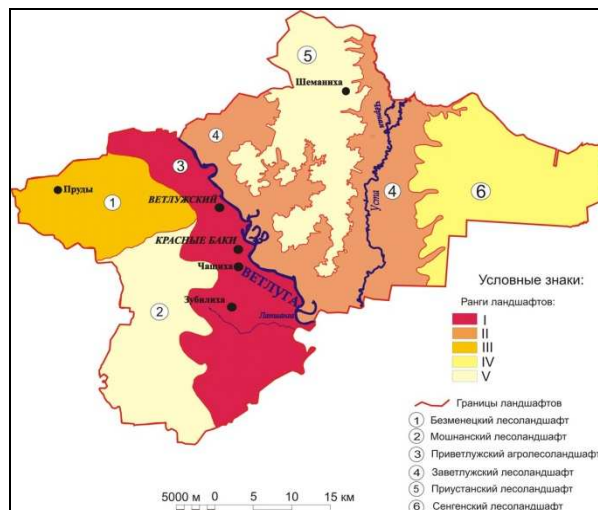 5
Шеманиха
4
3
Пруды
1
ВЕТЛУЖСКИЙ
Уста
4
6
КРАСНЫЕ БАКИ
Чащиха
ВЕТЛУГА
2
Зубилиха
Условные знаки:
Ранги ландшафтов:
I
II
III
IV
V
Границы ландшафтов
1 Безменецкий лесоландшафт
2 Мошнанский лесоландшафт
3 Приветлужский агролесоландшафт
4 Заветлужский лесоландшафт
5 Приустанский лесоландшафт
6 Сенгенский лесоландшафт
5000 м 0 5 10 15 км